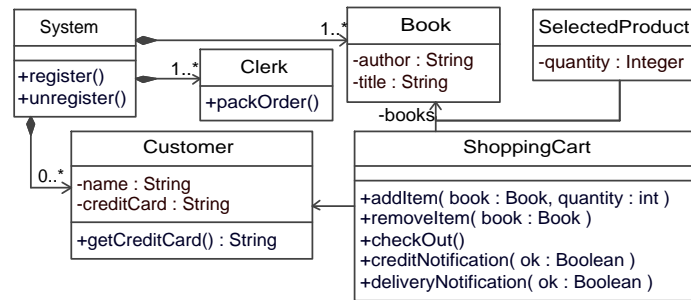 System
+register()
+unregister()
1..*
Book
-author : String
-title : String
SelectedProduct
-quantity : Integer
1..*
Clerk
+packOrder()
-books
0..*
Customer
-name : String
-creditCard : String
+getCreditCard() : String
ShoppingCart
+addItem( book : Book, quantity : int )
+removeItem( book : Book )
+checkOut()
+creditNotification( ok : Boolean )
+deliveryNotification( ok : Boolean )